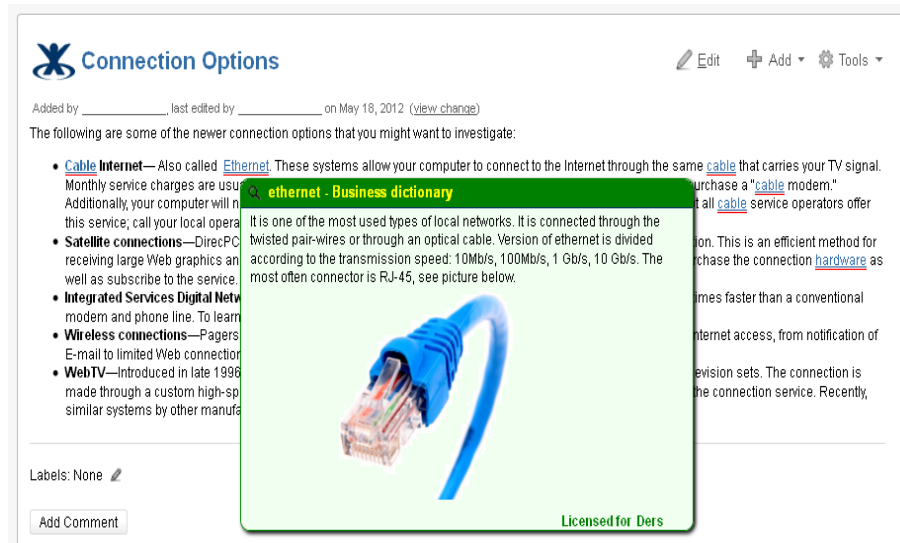 Connection Options
Edit Add Tools
Added by ____________, last edited by ____________ on May 18, 2012 (view change)
The following are some of the newer connection options that you might want to investigate:
• Cable Internet— Also called Ethernet. These systems allow your computer to connect to the Internet through the same cable that carries your TV signal.
Monthly service charges are usu urchase a "cable modem."
Additionally, your computer will n t all cable service operators offer
this service; call your local opera
• Satellite connections—DirecPC ion. This is an efficient method for
receiving large Web graphics an rchase the connection hardware as
well as subscribe to the service.
• Integrated Services Digital Netw imes faster than a conventional
modem and phone line. To learn
• Wireless connections—Pagers nternet access, from notification of
E-mail to limited Web connection
• WebTV—Introduced in late 1996 evision sets. The connection is
made through a custom high-sp the connection service. Recently,
similar systems by other manufa
ethernet - Business dictionary
It is one of the most used types of local networks. It is connected through the
twisted pair-wires or through an optical cable. Version of ethernet is divided
according to the transmission speed: 10Mb/s, 100Mb/s, 1 Gb/s, 10 Gb/s. The
most often connector is RJ-45, see picture below.
Licensed for Ders
Labels: None
Add Comment